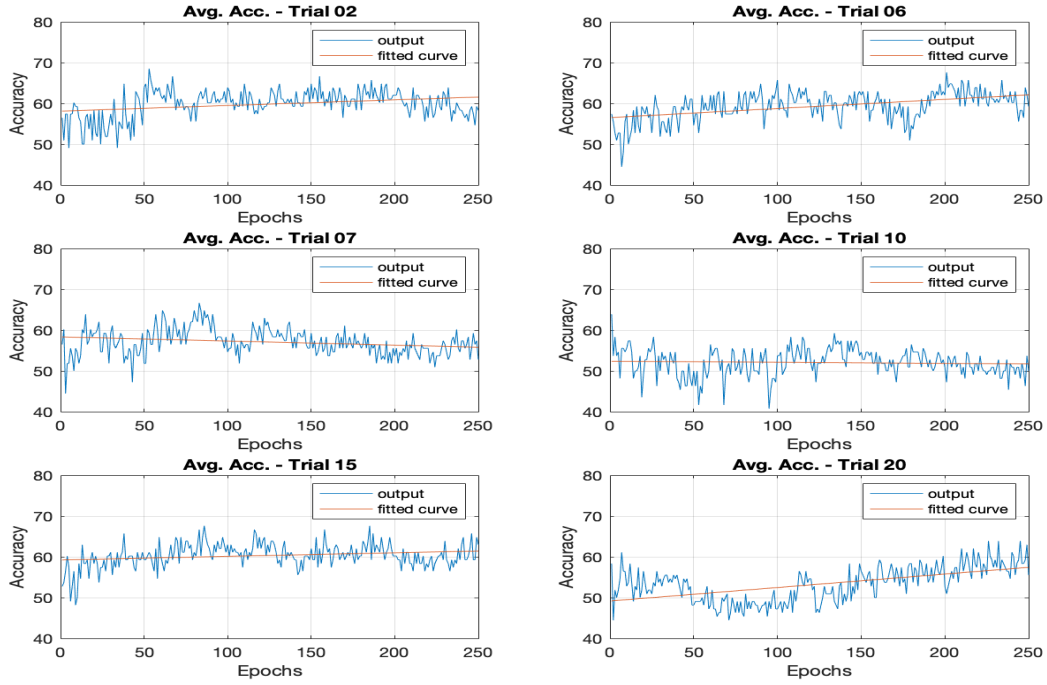 Avg. Acc. - Trial 02
80
70
60
50
40
Accuracy
output
fitted curve
0 50 100 150 200 250
Epochs
Avg. Acc. - Trial 06
80
70
60
50
40
Accuracy
output
fitted curve
0 50 100 150 200 250
Epochs
Avg. Acc. - Trial 07
80
70
60
50
40
Accuracy
output
fitted curve
0 50 100 150 200 250
Epochs
Avg. Acc. - Trial 10
80
70
60
50
40
Accuracy
output
fitted curve
0 50 100 150 200 250
Epochs
Avg. Acc. - Trial 15
80
70
60
50
40
Accuracy
output
fitted curve
0 50 100 150 200 250
Epochs
Avg. Acc. - Trial 20
80
70
60
50
40
Accuracy
output
fitted curve
0 50 100 150 200 250
Epochs